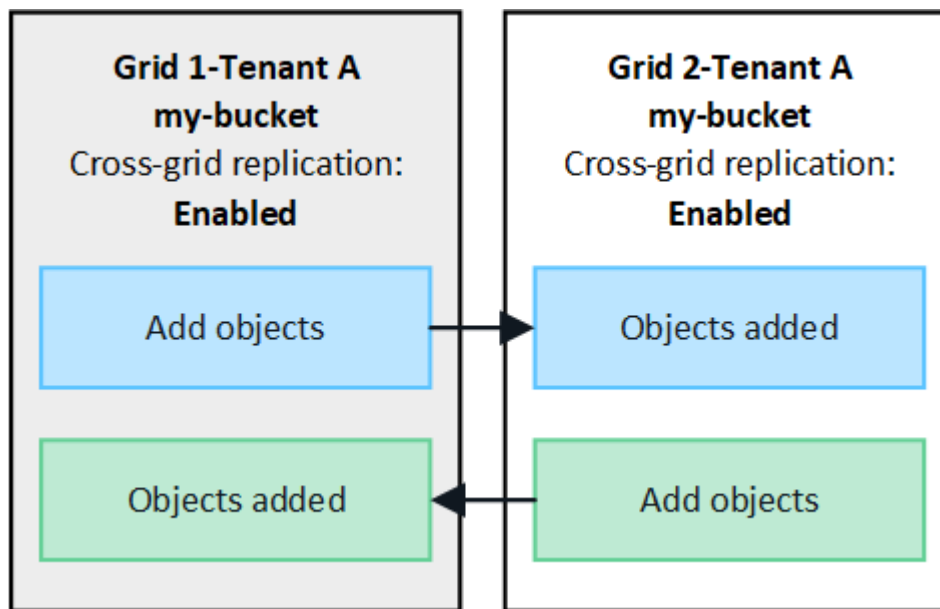 Grid 1-Tenant A
my-bucket
Cross-grid replication:
Enabled
Add objects
Objects added
Grid 2-Tenant A
my-bucket
Cross-grid replication:
Enabled
Objects added
Add objects